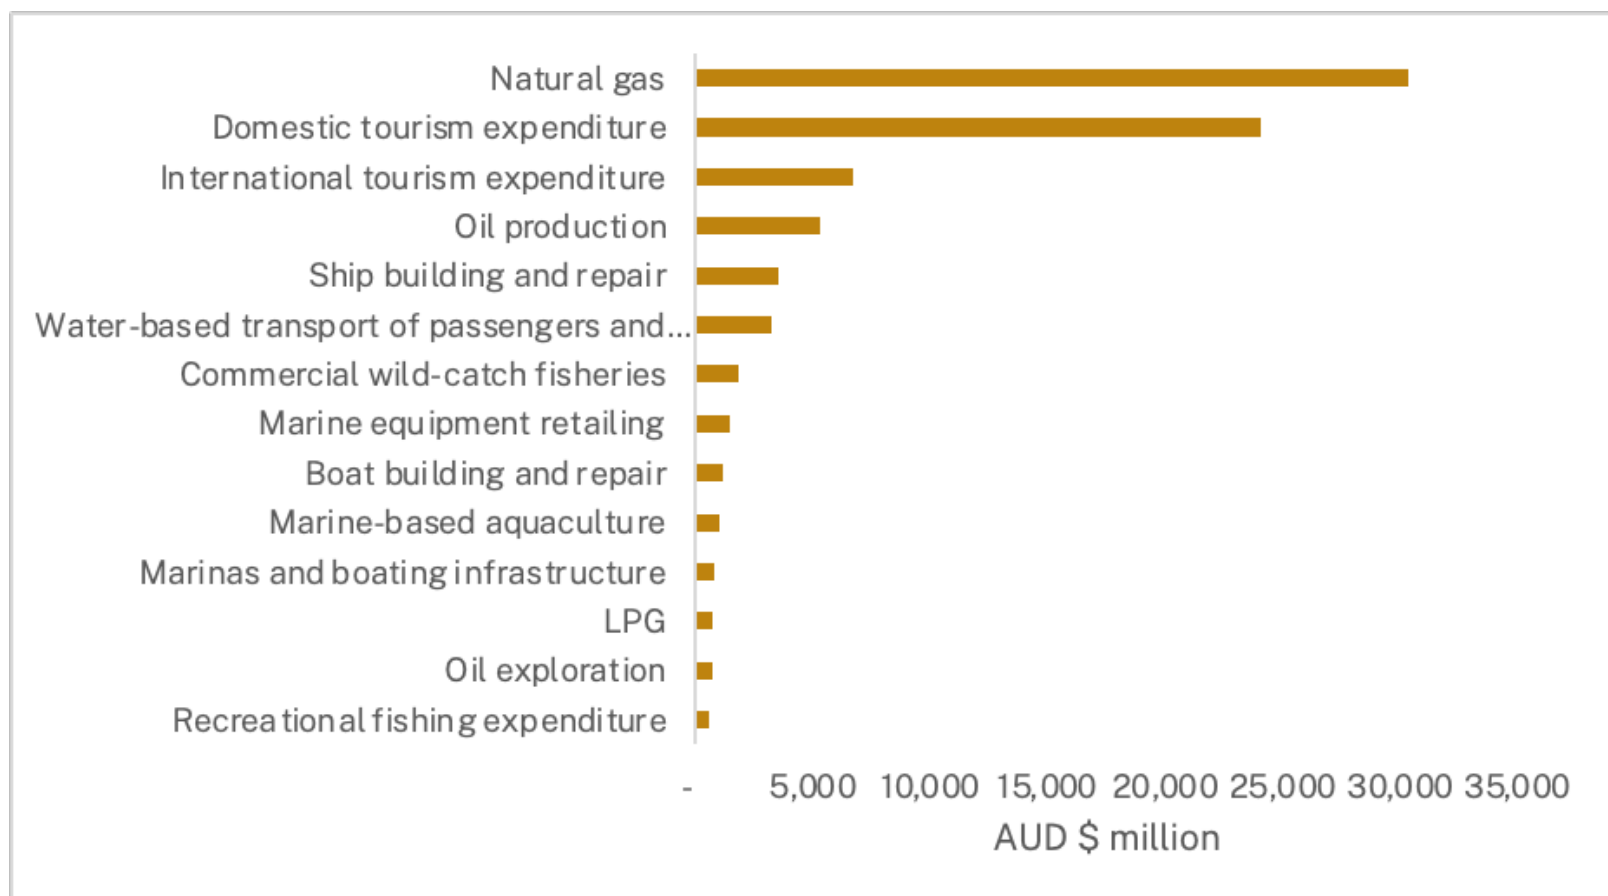 Natural gas
Domestic tourism expenditure
International tourism expenditure
Oil production
Ship building and repair
Water-based transport of passengers and...
Commercial wild-catch fisheries
Marine equipment retailing
Boat building and repair
Marine-based aquaculture
Marinas and boating infrastructure
LPG
Oil exploration
Recreational fishing expenditure
- 5,000 10,000 15,000 20,000 25,000 30,000 35,000
AUD $ million